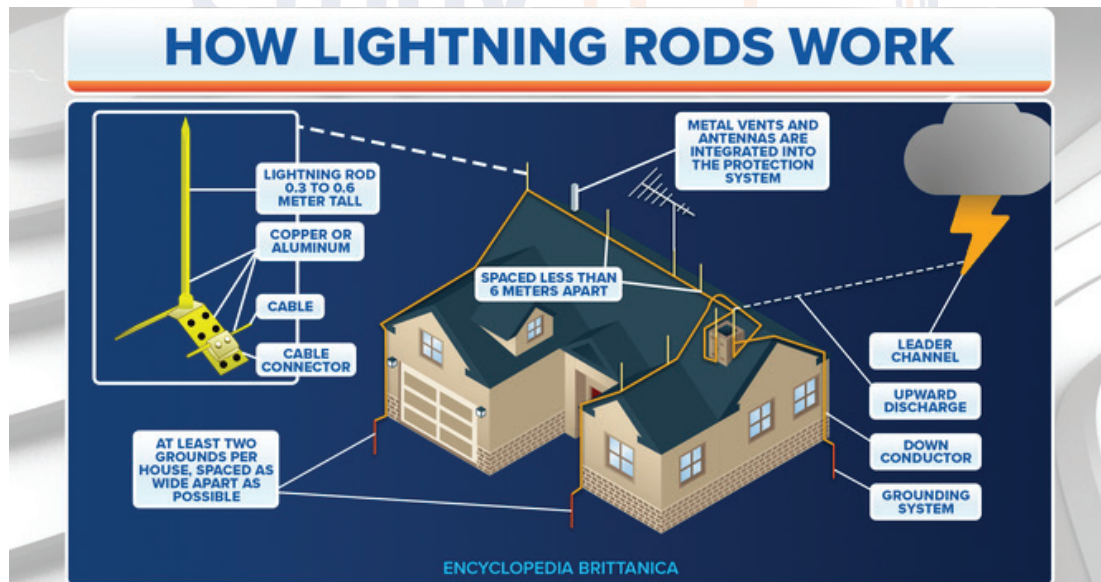 HOW LIGHTNING RODS WORK
LIGHTNING ROD
0.3 TO 0.6
METER TALL
COPPER OR
ALUMINUM
CABLE
CABLE
CONNECTOR
METAL VENTS AND
ANTENNAS ARE
INTEGRATED INTO
THE PROTECTION
SYSTEM
SPACED LESS THAN
6 METERS APART
LEADER
CHANNEL
UPWARD
DISCHARGE
DOWN
CONDUCTOR
GROUNDING
SYSTEM
AT LEAST TWO
GROUNDS PER
HOUSE, SPACED AS
WIDE APART AS
POSSIBLE
ENCYCLOPEDIA BRITTANICA